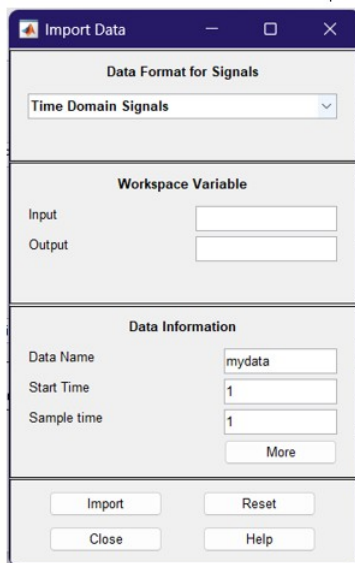 Import Data
Data Format for Signals
Time Domain Signals
Workspace Variable
Input
Output
Data Information
Data Name mydata
Start Time 1
Sample time 1
More
Import Reset
Close Help